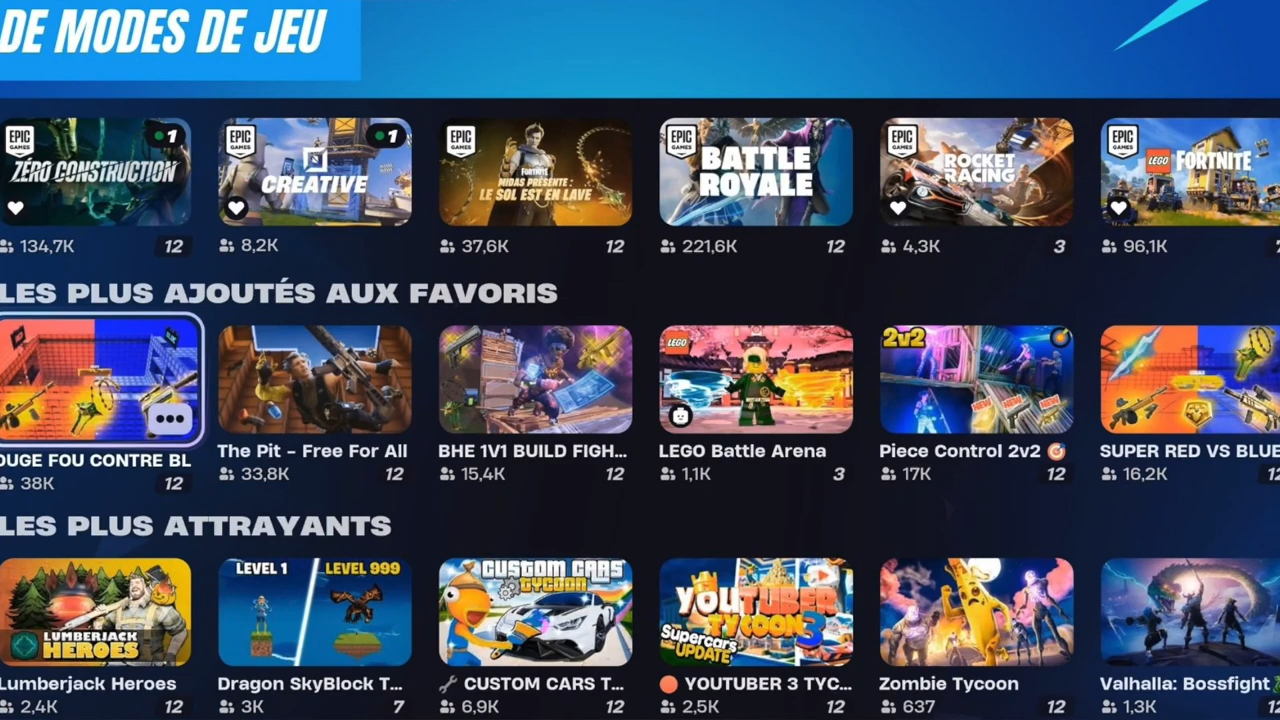 DE MODES DE JEU
EPIC GAMES
1
ZÉRO CONSTRUCTION
134,7K
12
EPIC GAMES
1
CREATIVE
8,2K
EPIC GAMES
FORTNITE
MIDAS PRÉSENTE :
LE SOL EST EN LAVE
37,6K
12
EPIC GAMES
BATTLE
ROYALE
221,6K
12
EPIC GAMES
ROCKET
RACING
4,3K
3
EPIC GAMES
LEGO FORTNITE
96,1K
LES PLUS AJOUTÉS AUX FAVORIS
OUGE FOU CONTRE BL
38K
12
The Pit - Free For All
33,8K
12
BHE 1V1 BUILD FIGH...
15,4K
12
LEGO
LEGO Battle Arena
1,1K
3
2v2
NEW NEW NEW
Piece Control 2v2
17K
12
SUPER RED VS BLUE
16,2K
12
LES PLUS ATTRAYANTS
LUMBERJACK
HEROES
Lumberjack Heroes
2,4K
12
LEVEL 1
LEVEL 999
Dragon SkyBlock T...
3K
7
CUSTOM CARS
TYCOON
CUSTOM CARS T...
6,9K
12
YOUTUBER
TYCOON 3
Supercars
UPDATE
YOUTUBER 3 TYC...
2,5K
12
Zombie Tycoon
637
12
Valhalla: Bossfight
1,3K
12